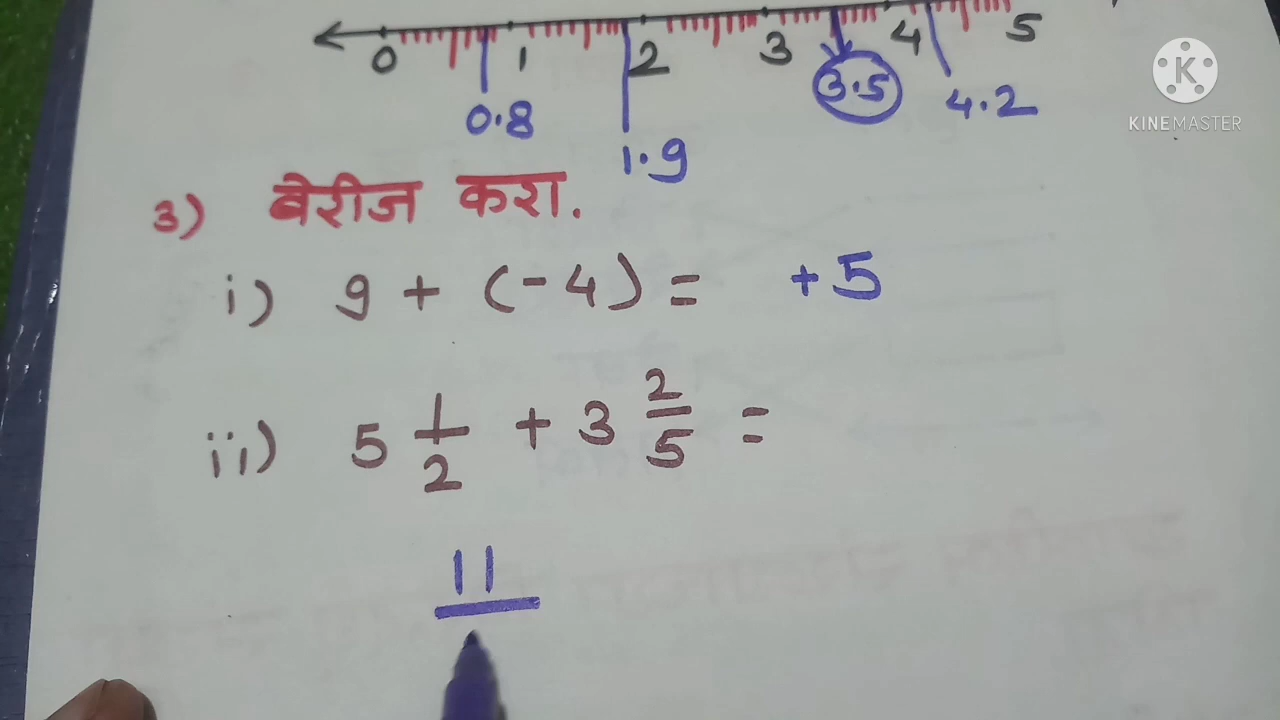 0 1 2 3 4 5
0.8 1.9 3.5 4.2
KINEMASTER
3) बेरीज करा.
i) 9 + (-4) = +5
ii) 5 1/2 + 3 2/5 =
11